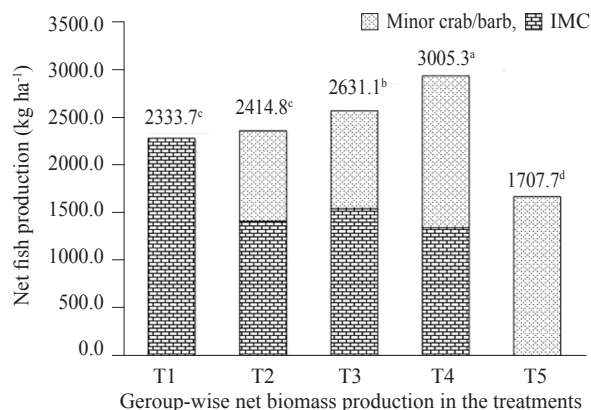 Minor crab/barb, IMC
Net fish production (kg ha⁻¹)
3500.0
3000.0
2500.0
2000.0
1500.0
1000.0
500.0
0.0
2333.7ᶜ
2414.8ᶜ
2631.1ᵇ
3005.3ᵃ
1707.7ᵈ
T1 T2 T3 T4 T5
Geroup-wise net biomass production in the treatments